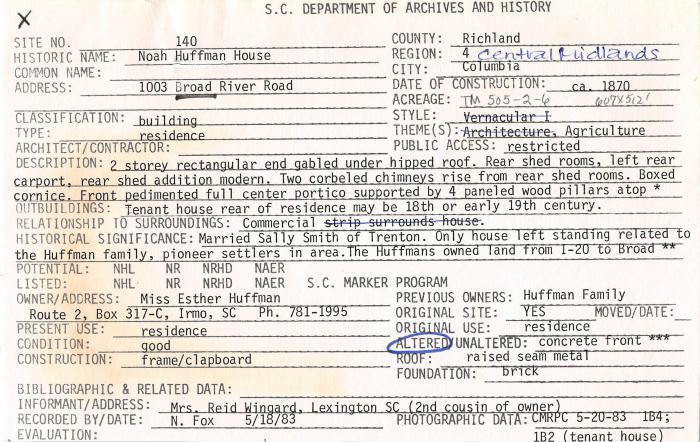 S.C. DEPARTMENT OF ARCHIVES AND HISTORY
X
SITE NO. 140
HISTORIC NAME: Noah Huffman House
COMMON NAME:
ADDRESS: 1003 Broad River Road
COUNTY: Richland
REGION: 4 Central Midlands
CITY: Columbia
DATE OF CONSTRUCTION: ca. 1870
ACREAGE: TM 505-2-6 607X512'
CLASSIFICATION: building
TYPE: residence
ARCHITECT/CONTRACTOR:
STYLE: Vernacular I
THEME(S): Architecture, Agriculture
PUBLIC ACCESS: restricted
DESCRIPTION: 2 storey rectangular end gabled under hipped roof. Rear shed rooms, left rear
carport, rear shed addition modern. Two corbeled chimneys rise from rear shed rooms. Boxed
cornice. Front pedimented full center portico supported by 4 paneled wood pillars atop *
OUTBUILDINGS: Tenant house rear of residence may be 18th or early 19th century.
RELATIONSHIP TO SURROUNDINGS: Commercial strip surrounds house.
HISTORICAL SIGNIFICANCE: Married Sally Smith of Trenton. Only house left standing related to
the Huffman family, pioneer settlers in area.The Huffmans owned land from I-20 to Broad **
POTENTIAL: NHL NR NRHD NAER
LISTED: NHL NR NRHD NAER S.C. MARKER PROGRAM
OWNER/ADDRESS: Miss Esther Huffman
Route 2, Box 317-C, Irmo, SC Ph. 781-1995
PRESENT USE: residence
CONDITION: good
CONSTRUCTION: frame/clapboard
PREVIOUS OWNERS: Huffman Family
ORIGINAL SITE: YES MOVED/DATE:
ORIGINAL USE: residence
ALTERED/UNALTERED: concrete front ***
ROOF: raised seam metal
FOUNDATION: brick
BIBLIOGRAPHIC & RELATED DATA:
INFORMANT/ADDRESS: Mrs. Reid Wingard, Lexington SC (2nd cousin of owner)
RECORDED BY/DATE: N. Fox 5/18/83 PHOTOGRAPHIC DATA: CMRPC 5-20-83 1B4;
EVALUATION: 1B2 (tenant house)